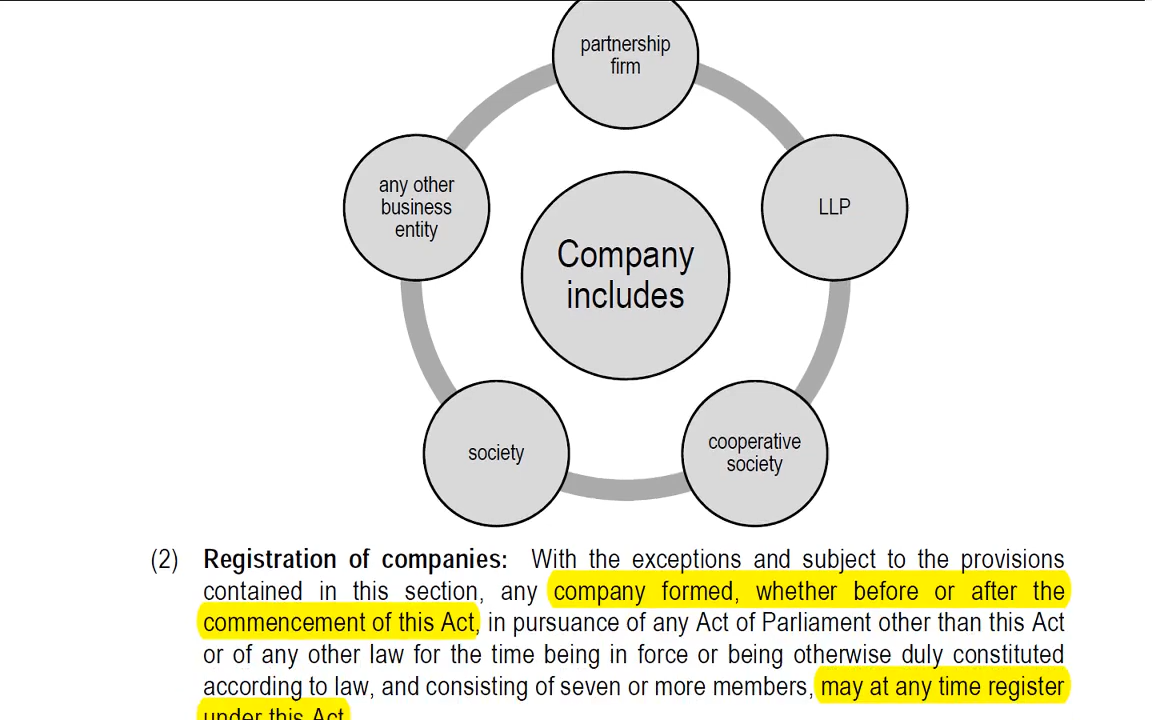 partnership
firm
any other
business
entity
LLP
Company
includes
society
cooperative
society
(2) Registration of companies: With the exceptions and subject to the provisions
contained in this section, any company formed, whether before or after the
commencement of this Act, in pursuance of any Act of Parliament other than this Act
or of any other law for the time being in force or being otherwise duly constituted
according to law, and consisting of seven or more members, may at any time register
under this Act